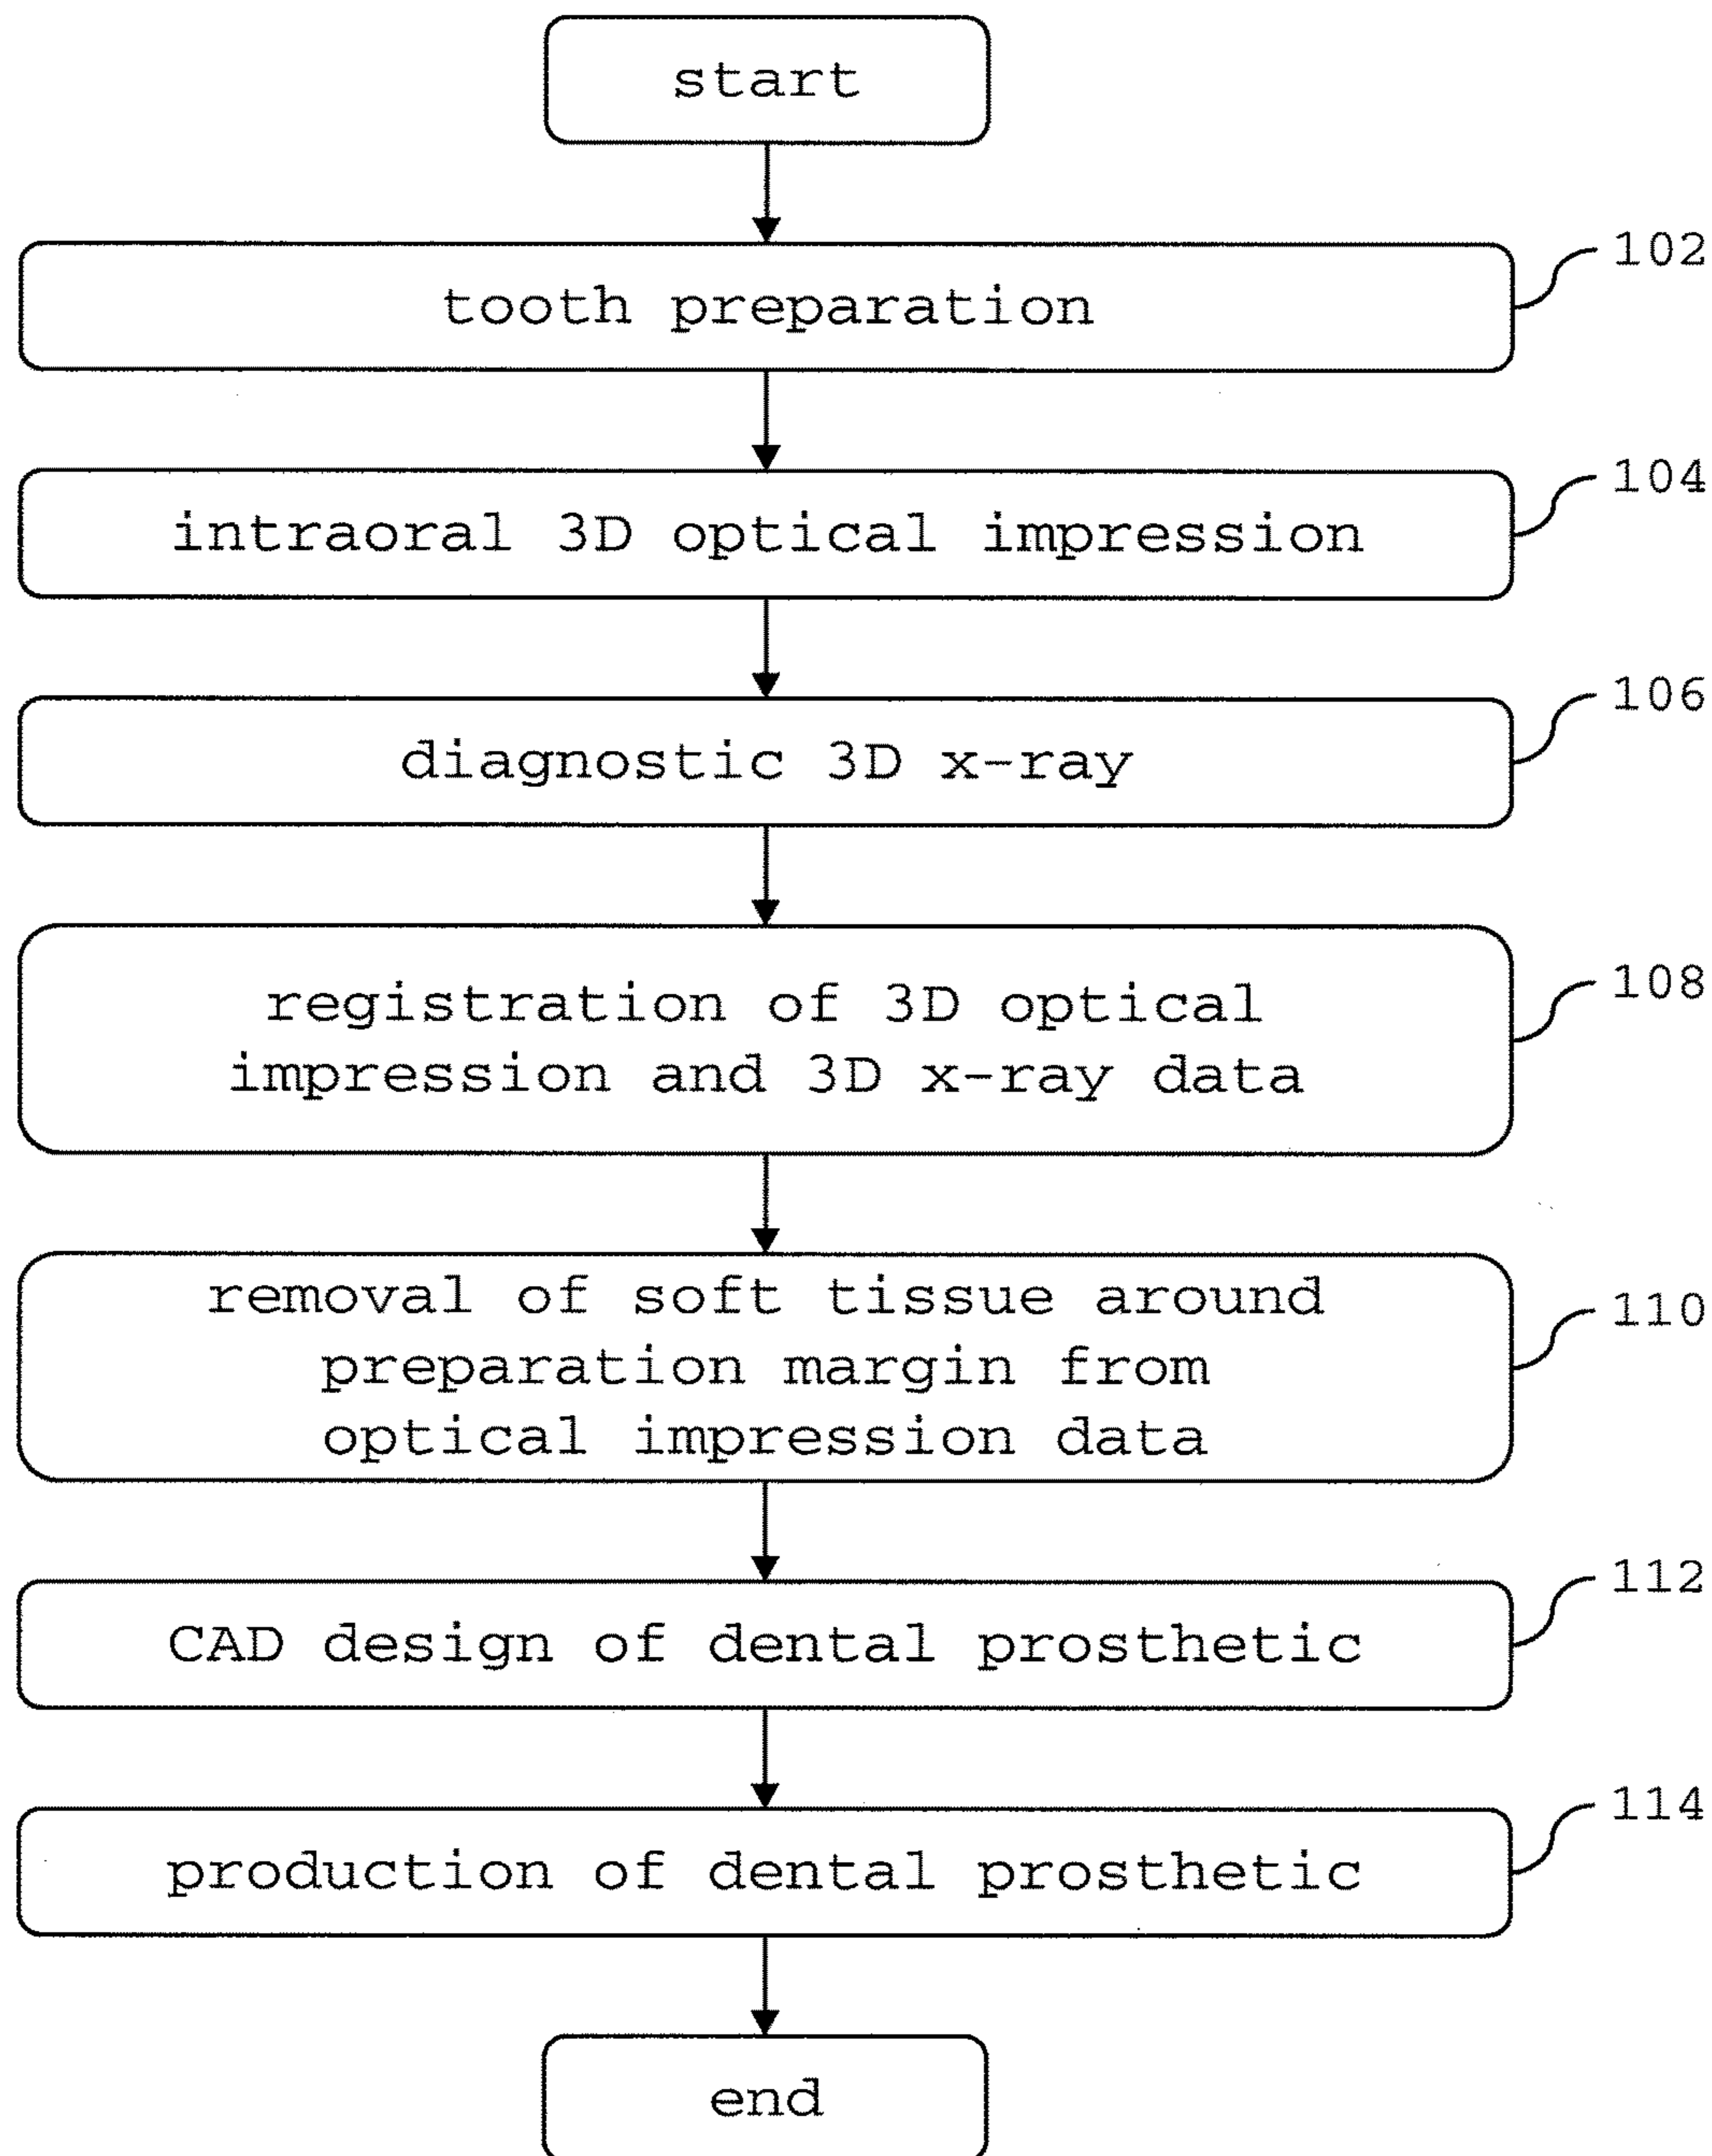 start
102
tooth preparation
104
intraoral 3D optical impression
106
diagnostic 3D x-ray
108
registration of 3D optical
impression and 3D x-ray data
110
removal of soft tissue around
preparation margin from
optical impression data
112
CAD design of dental prosthetic
114
production of dental prosthetic
end